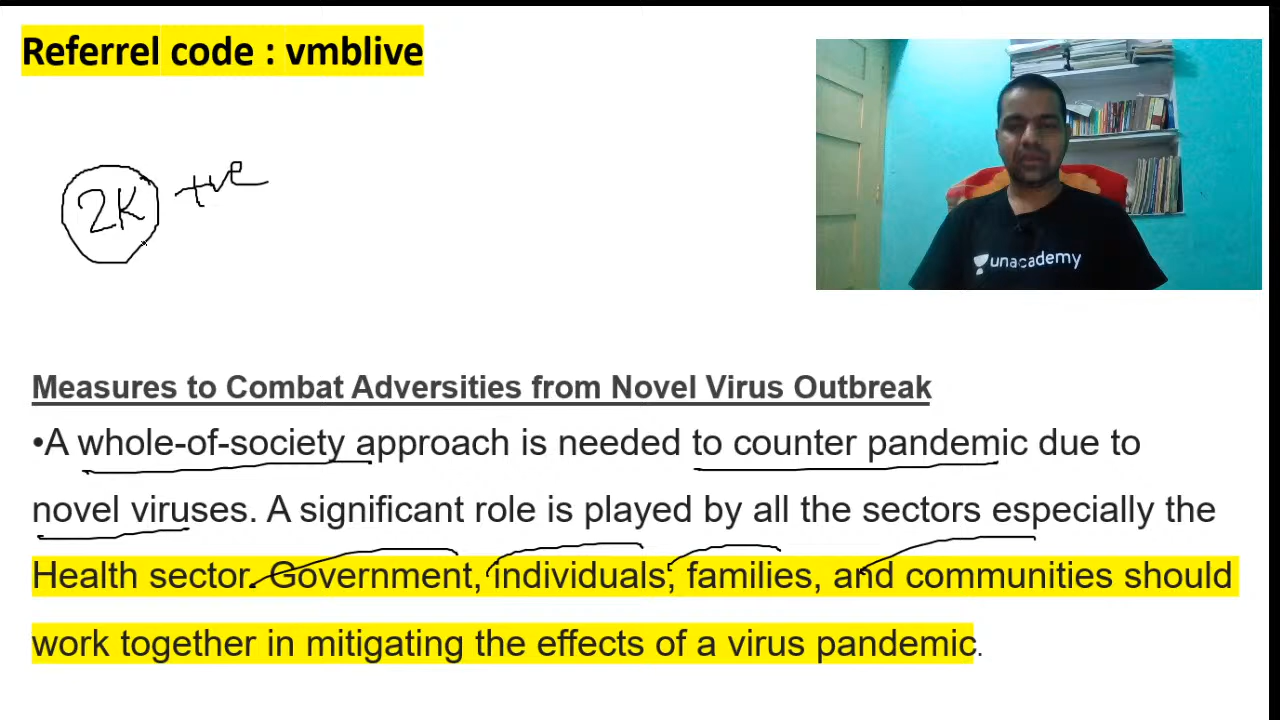 Referrel code : vmblive
2K +ve
unacademy
Measures to Combat Adversities from Novel Virus Outbreak
•A whole-of-society approach is needed to counter pandemic due to
novel viruses. A significant role is played by all the sectors especially the
Health sector. Government, individuals, families, and communities should
work together in mitigating the effects of a virus pandemic.